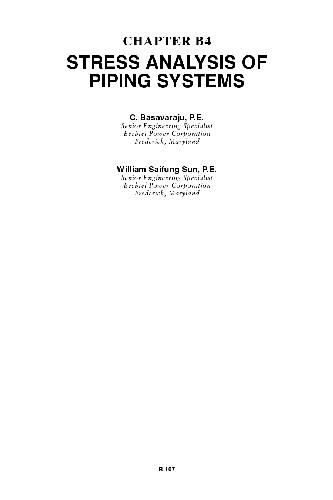 CHAPTER B4
STRESS ANALYSIS OF
PIPING SYSTEMS
C. Basavaraju, P.E.
Senior Engineering Specialist
Bechtel Power Corporation
Frederick, Maryland
William Saifung Sun, P.E.
Senior Engineering Specialist
Bechtel Power Corporation
Frederick, Maryland
B.107